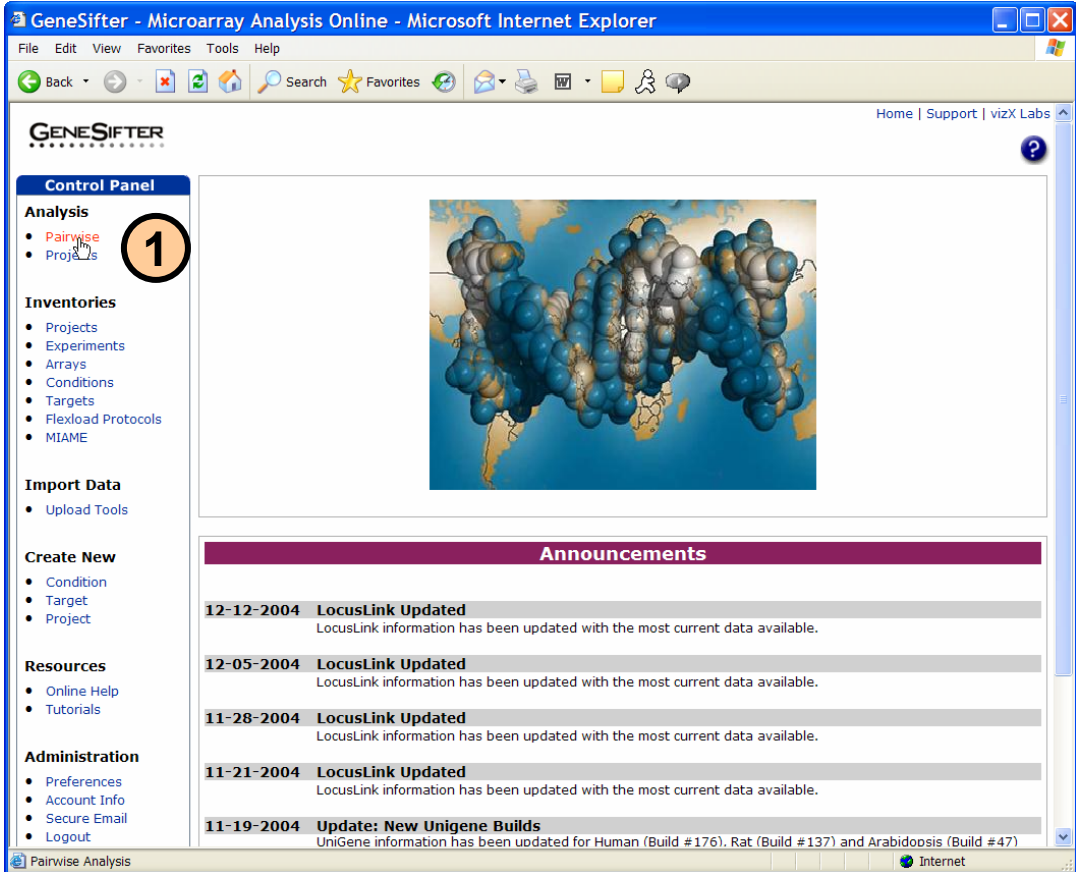 GeneSifter - Microarray Analysis Online - Microsoft Internet Explorer
File Edit View Favorites Tools Help
Back Search Favorites
Home | Support | vizX Labs
GENESIFTER
?
Control Panel
Analysis
• Pairwise
• Projects
1
Inventories
• Projects
• Experiments
• Arrays
• Conditions
• Targets
• Flexload Protocols
• MIAME
Import Data
• Upload Tools
Create New
• Condition
• Target
• Project
Resources
• Online Help
• Tutorials
Administration
• Preferences
• Account Info
• Secure Email
• Logout
Announcements
12-12-2004 LocusLink Updated
LocusLink information has been updated with the most current data available.
12-05-2004 LocusLink Updated
LocusLink information has been updated with the most current data available.
11-28-2004 LocusLink Updated
LocusLink information has been updated with the most current data available.
11-21-2004 LocusLink Updated
LocusLink information has been updated with the most current data available.
11-19-2004 Update: New Unigene Builds
UniGene information has been updated for Human (Build #176), Rat (Build #137) and Arabidopsis (Build #47)
Pairwise Analysis
Internet